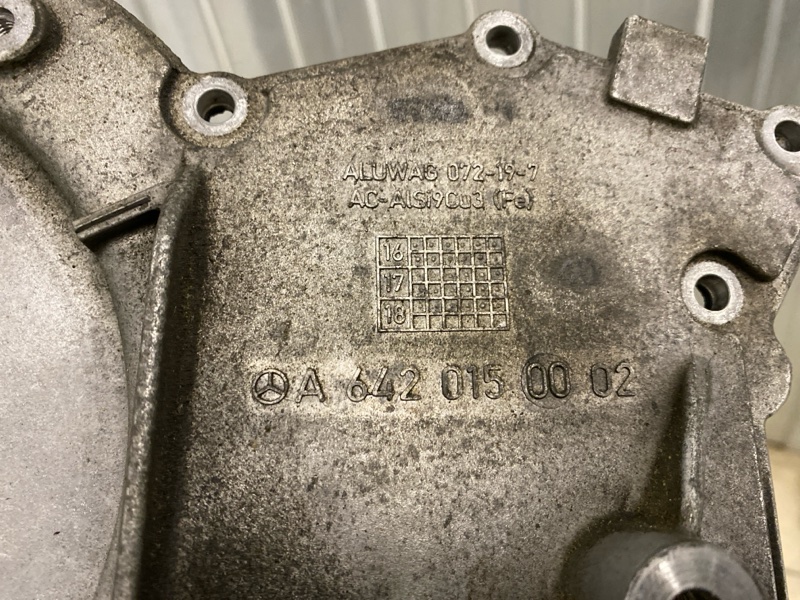 ALUWAG 072-19-7
AC-AlSi9Cu3 (Fe)
16
17
18
A 642 015 00 02